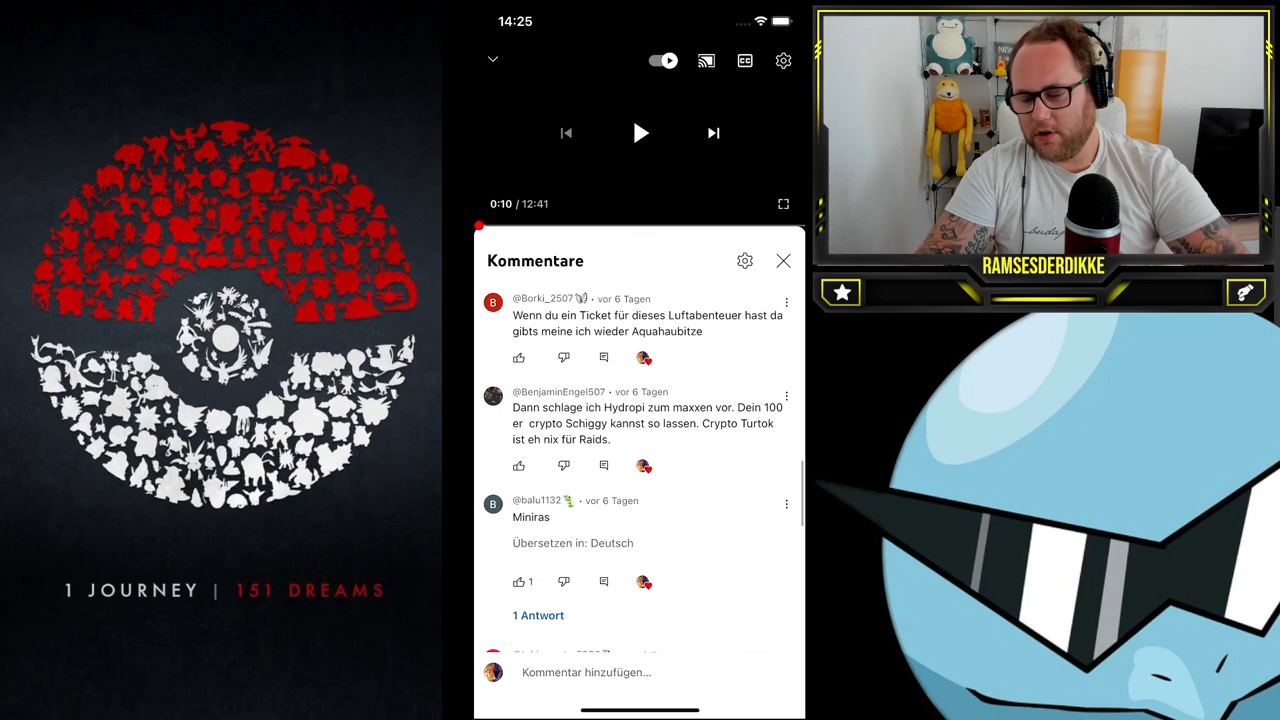 14:25
CC
0:10 / 12:41
Kommentare
B
@Borki_2507 • vor 6 Tagen
Wenn du ein Ticket für dieses Luftabenteuer hast da
gibts meine ich wieder Aquahaubitze
@BenjaminEngel507 • vor 6 Tagen
Dann schlage ich Hydropi zum maxxen vor. Dein 100
er crypto Schiggy kannst so lassen. Crypto Turtok
ist eh nix für Raids.
B
@balu1132 • vor 6 Tagen
Miniras
Übersetzen in: Deutsch
1
1 Antwort
Kommentar hinzufügen...
1 JOURNEY | 151 DREAMS
RAMSESDERDIKKE